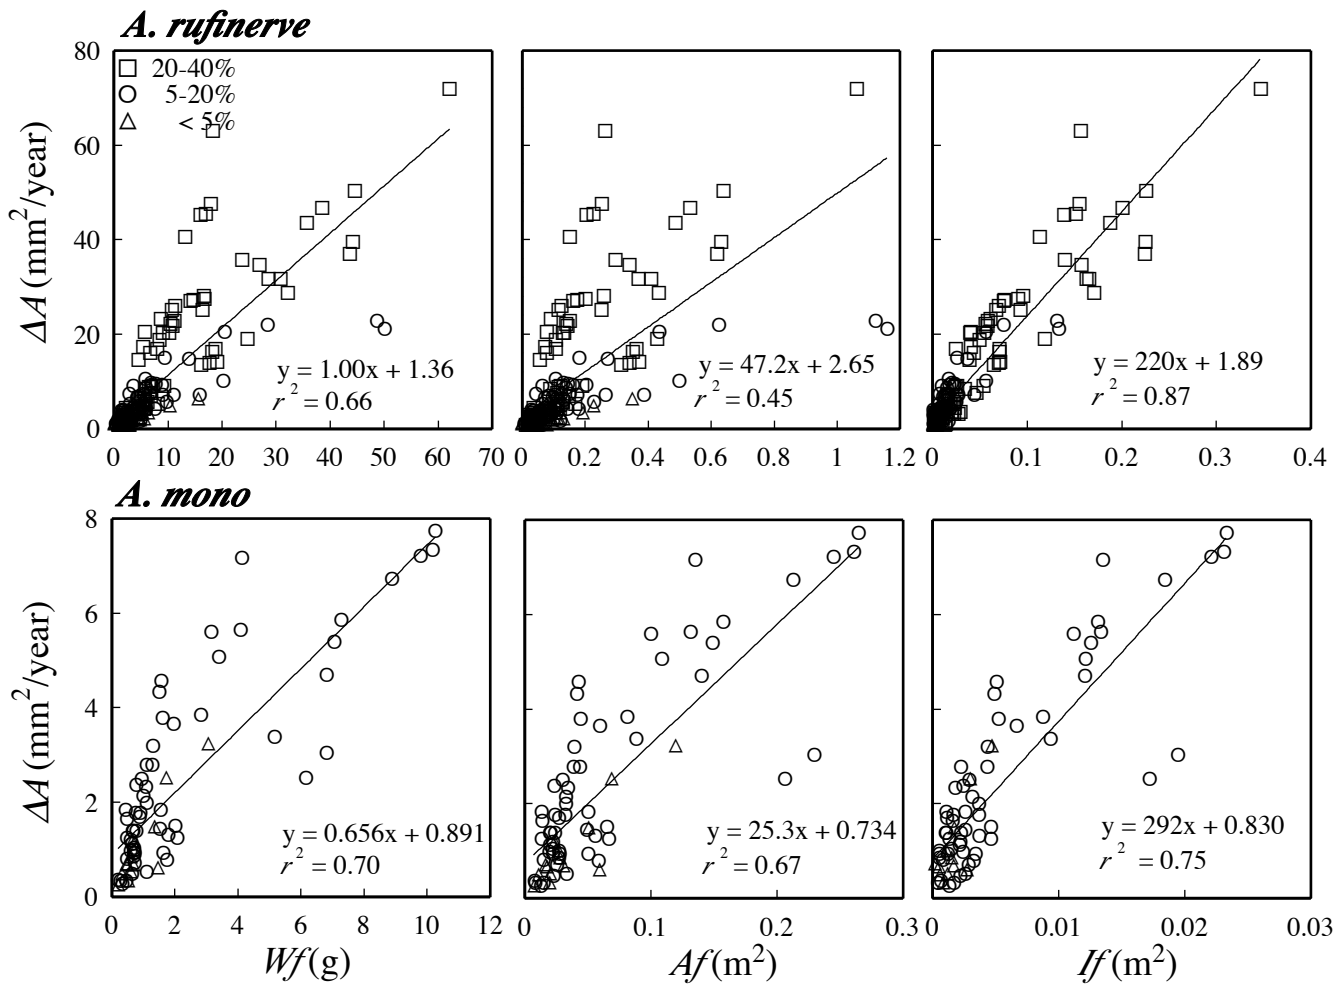 A. rufinerve
80
60
40
20
0
ΔA (mm²/year)
20-40%
5-20%
< 5%
y = 1.00x + 1.36
r² = 0.66
y = 47.2x + 2.65
r² = 0.45
y = 220x + 1.89
r² = 0.87
0 10 20 30 40 50 60 70
0 0.2 0.4 0.6 0.8 1 1.2
0 0.1 0.2 0.3 0.4
A. mono
8
6
4
2
0
ΔA (mm²/year)
y = 0.656x + 0.891
r² = 0.70
y = 25.3x + 0.734
r² = 0.67
y = 292x + 0.830
r² = 0.75
0 2 4 6 8 10 12
0 0.1 0.2 0.3
0 0.01 0.02 0.03
Wf (g)
Af (m²)
If (m²)